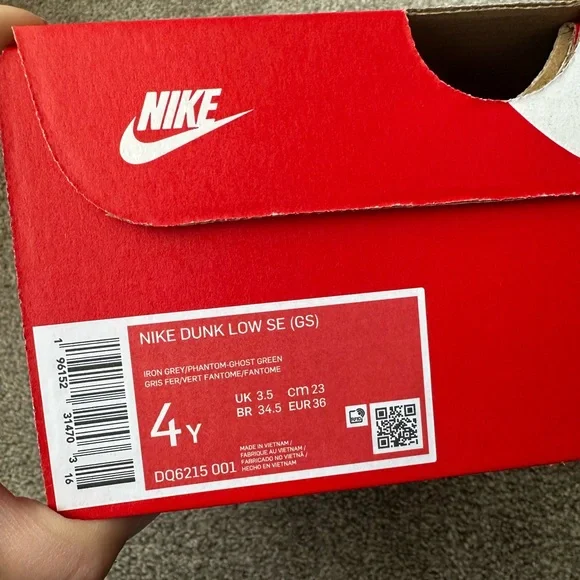 NIKE
NIKE DUNK LOW SE (GS)
IRON GREY/PHANTOM-GHOST GREEN
GRIS FER/VERT FANTOME/FANTOME
4Y
UK 3.5 cm 23
BR 34.5 EUR 36
MADE IN VIETNAM /
FABRIQUE AU VIETNAM /
FABRICADO NO VIETNÃ /
HECHO EN VIETNAM
DQ6215 001
1 96152 31470 3 16